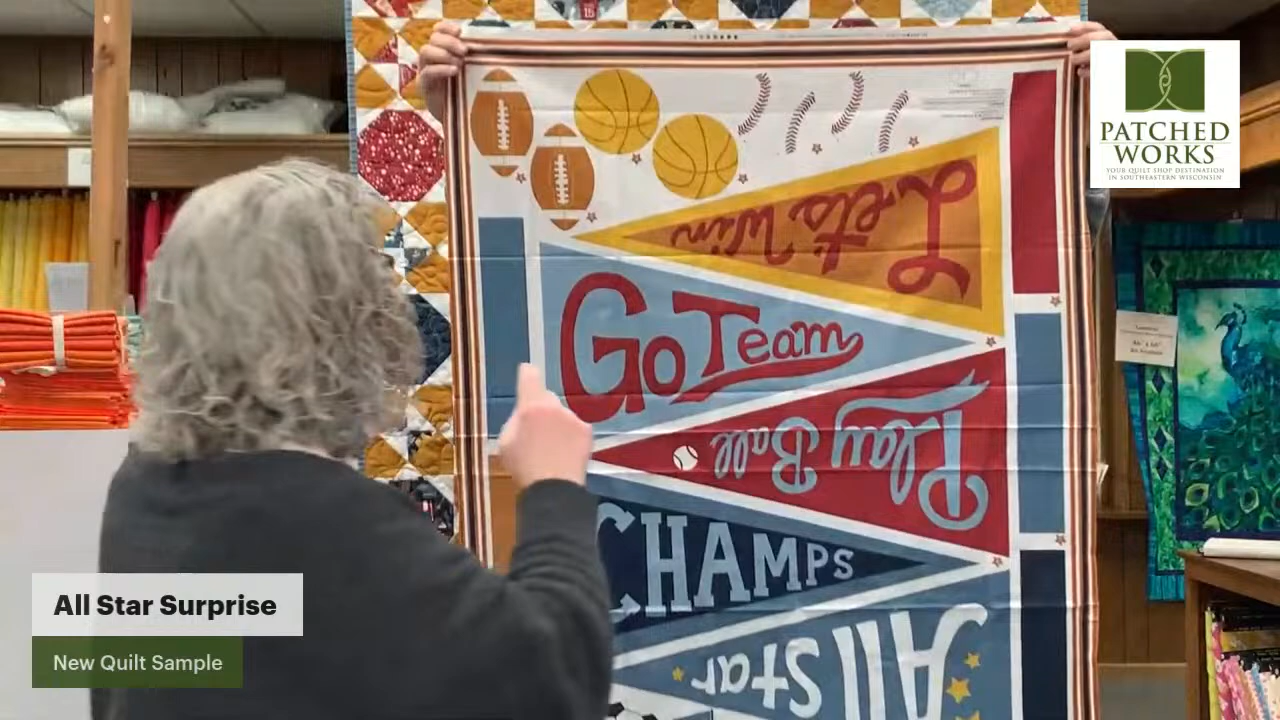 PATCHED
WORKS
YOUR QUILT SHOP DESTINATION
IN SOUTHEASTERN WISCONSIN
Let's Win
Go Team
Play Ball
CHAMPS
All Star
All Star Surprise
New Quilt Sample